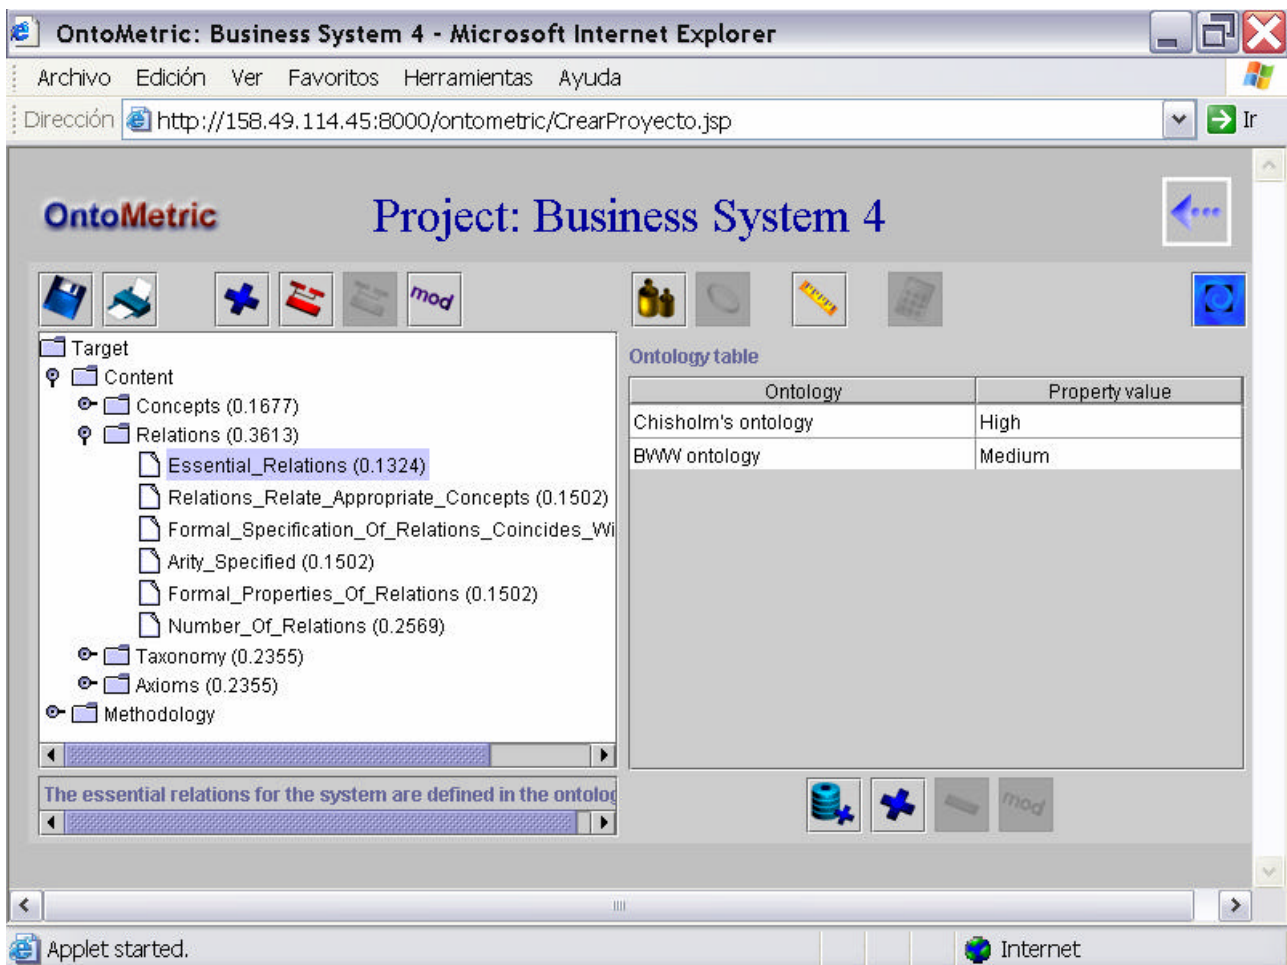 OntoMetric: Business System 4 - Microsoft Internet Explorer
Archivo Edición Ver Favoritos Herramientas Ayuda
Dirección http://158.49.114.45:8000/ontometric/CrearProyecto.jsp Ir
OntoMetric Project: Business System 4
mod
Target
Content
Concepts (0.1677)
Relations (0.3613)
Essential_Relations (0.1324)
Relations_Relate_Appropriate_Concepts (0.1502)
Formal_Specification_Of_Relations_Coincides_Wi
Arity_Specified (0.1502)
Formal_Properties_Of_Relations (0.1502)
Number_Of_Relations (0.2569)
Taxonomy (0.2355)
Axioms (0.2355)
Methodology
The essential relations for the system are defined in the ontolog
Ontology table
Ontology Property value
Chisholm's ontology High
BWW ontology Medium
mod
Applet started. Internet